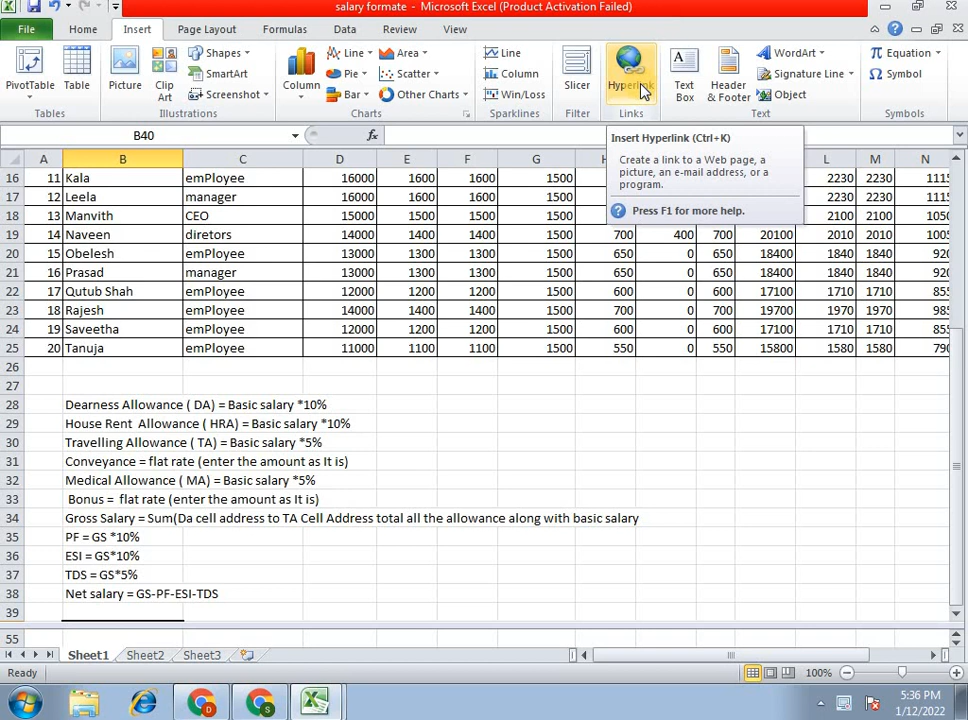 salary formate - Microsoft Excel (Product Activation Failed)
File Home Insert Page Layout Formulas Data Review View
PivotTable Table Picture Clip Art Shapes SmartArt Screenshot Column Line Pie Bar Area Scatter Other Charts Line Column Win/Loss Slicer Hyperlink Text Box Header & Footer WordArt Signature Line Object Equation Symbol
Tables Illustrations Charts Sparklines Filter Links Text Symbols
B40 fx
Insert Hyperlink (Ctrl+K)
Create a link to a Web page, a
picture, an e-mail address, or a
program.
Press F1 for more help.
A B C D E F G H L M N
16 11 Kala emPloyee 16000 1600 1600 1500 2230 2230 1115
17 12 Leela manager 16000 1600 1600 1500 2230 2230 1115
18 13 Manvith CEO 15000 1500 1500 1500 2100 2100 1050
19 14 Naveen diretors 14000 1400 1400 1500 700 400 700 20100 2010 2010 1005
20 15 Obelesh emPloyee 13000 1300 1300 1500 650 0 650 18400 1840 1840 920
21 16 Prasad manager 13000 1300 1300 1500 650 0 650 18400 1840 1840 920
22 17 Qutub Shah emPloyee 12000 1200 1200 1500 600 0 600 17100 1710 1710 855
23 18 Rajesh emPloyee 14000 1400 1400 1500 700 0 700 19700 1970 1970 985
24 19 Saveetha emPloyee 12000 1200 1200 1500 600 0 600 17100 1710 1710 855
25 20 Tanuja emPloyee 11000 1100 1100 1500 550 0 550 15800 1580 1580 790
26
27
28 Dearness Allowance ( DA) = Basic salary *10%
29 House Rent Allowance ( HRA) = Basic salary *10%
30 Travelling Allowance ( TA) = Basic salary *5%
31 Conveyance = flat rate (enter the amount as It is)
32 Medical Allowance ( MA) = Basic salary *5%
33 Bonus = flat rate (enter the amount as It is)
34 Gross Salary = Sum(Da cell address to TA Cell Address total all the allowance along with basic salary
35 PF = GS *10%
36 ESI = GS*10%
37 TDS = GS*5%
38 Net salary = GS-PF-ESI-TDS
39
55
Sheet1 Sheet2 Sheet3
Ready 100%
5:36 PM
1/12/2022